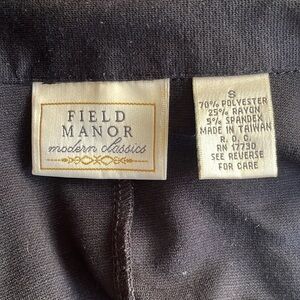 FIELD
MANOR
modern classics
S
70% POLYESTER
25% RAYON
5% SPANDEX
MADE IN TAIWAN
R. O. C.
RN 17730
SEE REVERSE
FOR CARE